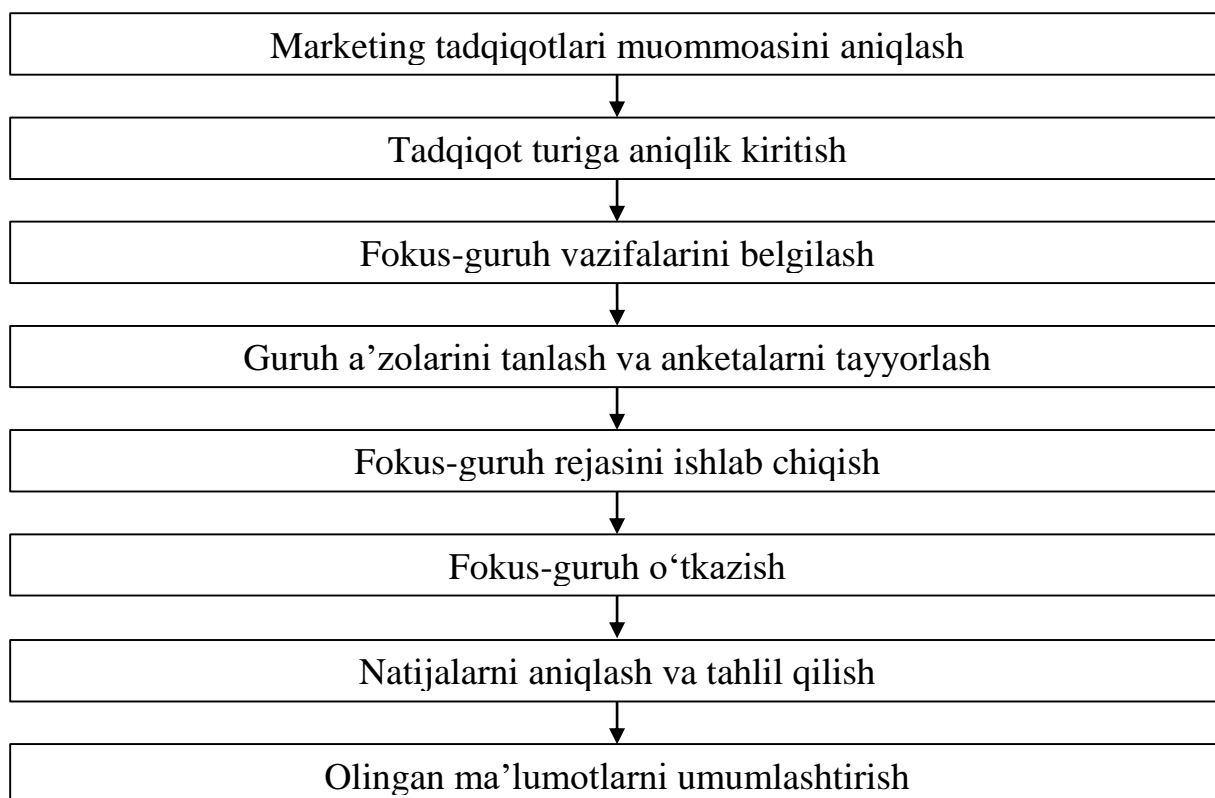 Marketing tadqiqotlari muommoasini aniqlash
Tadqiqot turiga aniqlik kiritish
Fokus-guruh vazifalarini belgilash
Guruh a’zolarini tanlash va anketalarni tayyorlash
Fokus-guruh rejasini ishlab chiqish
Fokus-guruh o‘tkazish
Natijalarni aniqlash va tahlil qilish
Olingan ma’lumotlarni umumlashtirish